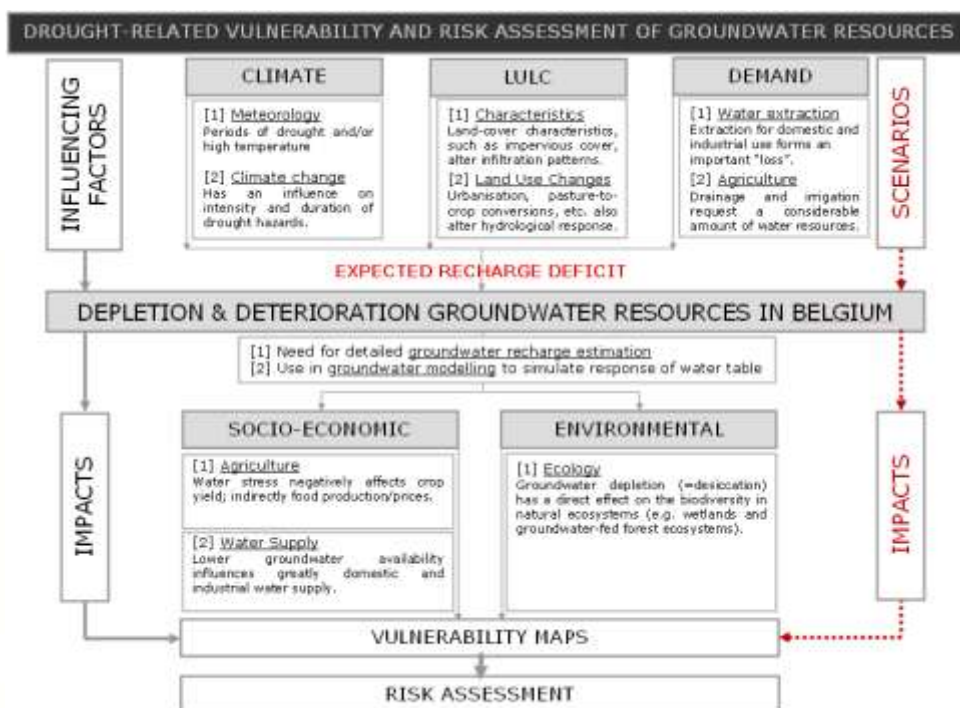 DROUGHT-RELATED VULNERABILITY AND RISK ASSESSMENT OF GROUNDWATER RESOURCES
INFLUENCING
FACTORS
CLIMATE
[1] Meteorology
Periods of drought and/or
high temperature
[2] Climate change
Has an influence on
intensity and duration of
drought hazards.
LULC
[1] Characteristics
Land-cover characteristics,
such as impervious cover,
alter infiltration patterns.
[2] Land Use Changes
Urbanisation, pasture-to-
crop conversions, etc. also
alter hydrological response.
DEMAND
[1] Water extraction
Extraction for domestic and
industrial use forms an
important "loss".
[2] Agriculture
Drainage and irrigation
request a considerable
amount of water resources.
SCENARIOS
EXPECTED RECHARGE DEFICIT
DEPLETION & DETERIORATION GROUNDWATER RESOURCES IN BELGIUM
[1] Need for detailed groundwater recharge estimation
[2] Use in groundwater modelling to simulate response of water table
IMPACTS
SOCIO-ECONOMIC
[1] Agriculture
Water stress negatively affects crop
yield; indirectly food production/prices.
[2] Water Supply
Lower groundwater availability
influences greatly domestic and
industrial water supply.
ENVIRONMENTAL
[1] Ecology
Groundwater depletion (=desiccation)
has a direct effect on the biodiversity in
natural ecosystems (e.g. wetlands and
groundwater-fed forest ecosystems).
IMPACTS
VULNERABILITY MAPS
RISK ASSESSMENT